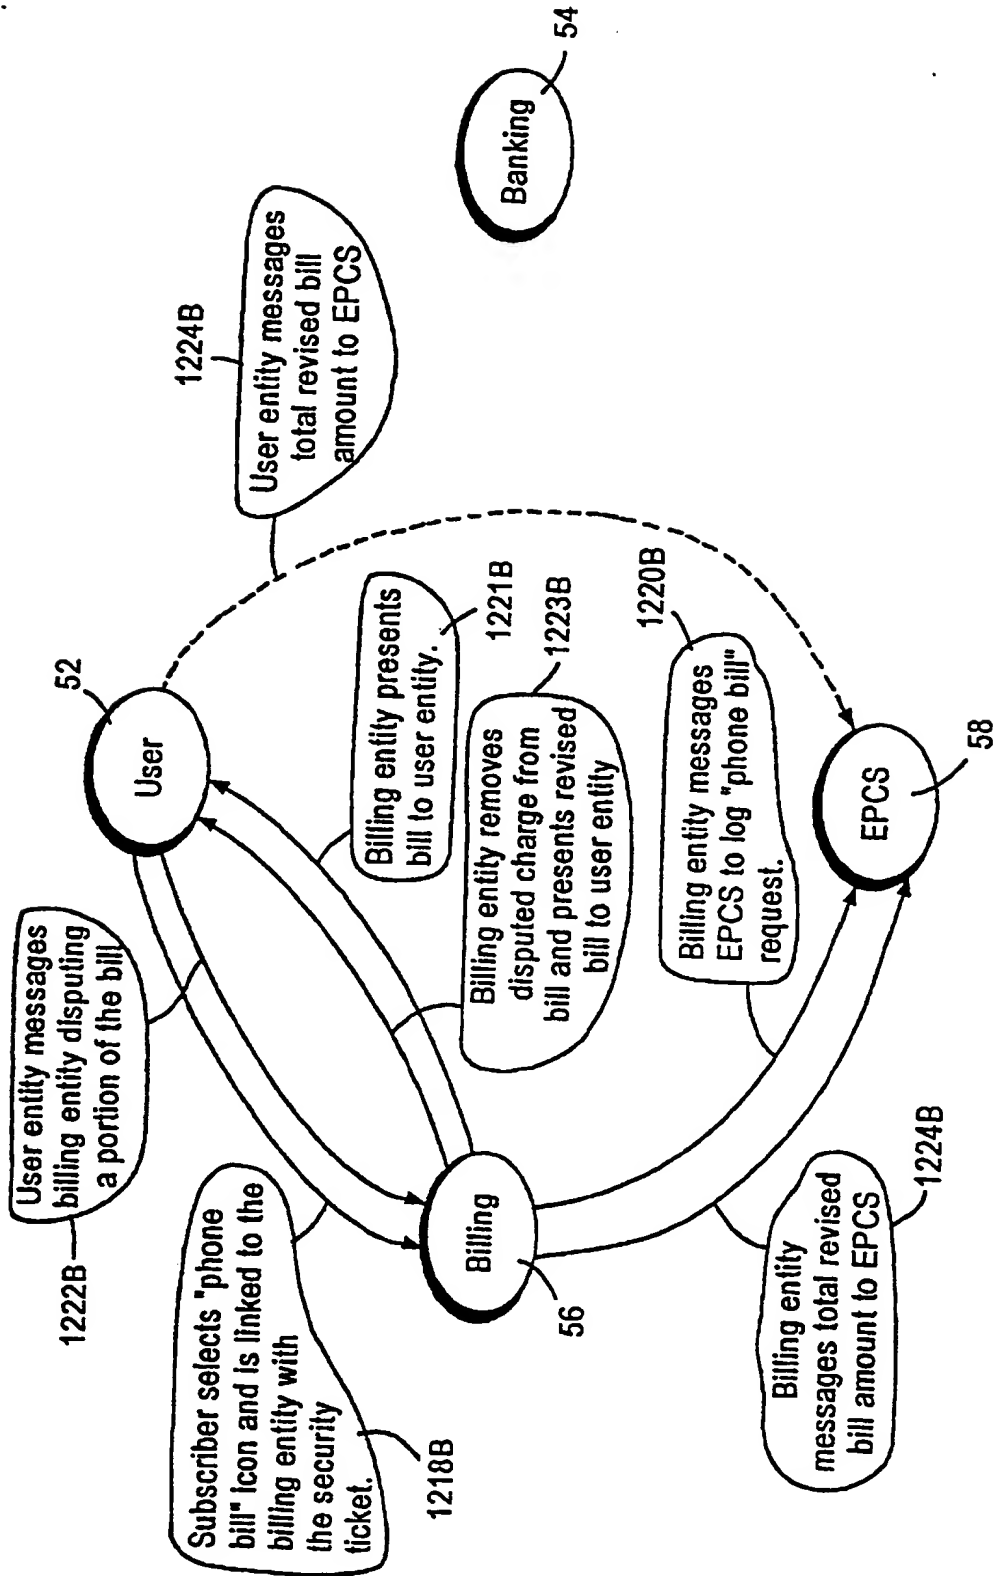 User entity messages
billing entity disputing
a portion of the bill
1222B
52
User
User entity messages
total revised bill
amount to EPCS
1224B
Banking
54
Subscriber selects "phone
bill" icon and is linked to the
billing entity with
the security
ticket.
1218B
Billing entity presents
bill to user entity.
1221B
Billing entity removes
disputed charge from
bill and presents revised
bill to user entity
1223B
Billing
56
Billing entity messages
EPCS to log "phone bill"
request.
1220B
Billing entity
messages total revised
bill amount to EPCS
1224B
EPCS
58